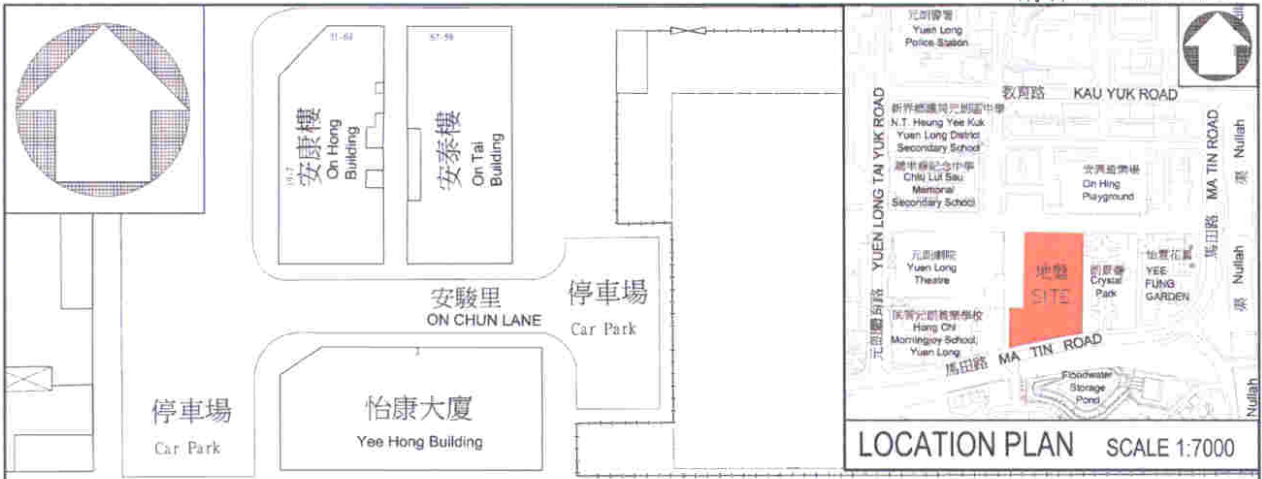 安康樓
On Hong
Building
安泰樓
On Tai
Building
安駿里
ON CHUN LANE
停車場
Car Park
停車場
Car Park
怡康大廈
Yee Hong Building
元朗警署
Yuen Long
Police Station
教育路 KAU YUK ROAD
新界鄉議局元朗區中學
N.T. Heung Yee Kuk
Yuen Long District
Secondary School
趙聿修紀念中學
Chiu Lut Sau
Memorial
Secondary School
安興遊樂場
On Hing
Playground
元朗體育路 YUEN LONG TAI YUK ROAD
馬田路 MA TIN ROAD
渠 Nullah
渠 Nullah
Nullah
元朗劇院
Yuen Long
Theatre
地盤
SITE
朗景臺
Crystal
Park
怡豐花園
YEE
FUNG
GARDEN
Hong Chi
Morningjoy School,
Yuen Long
馬田路 MA TIN ROAD
Floodwater
Storage
Pond
LOCATION PLAN SCALE 1:7000